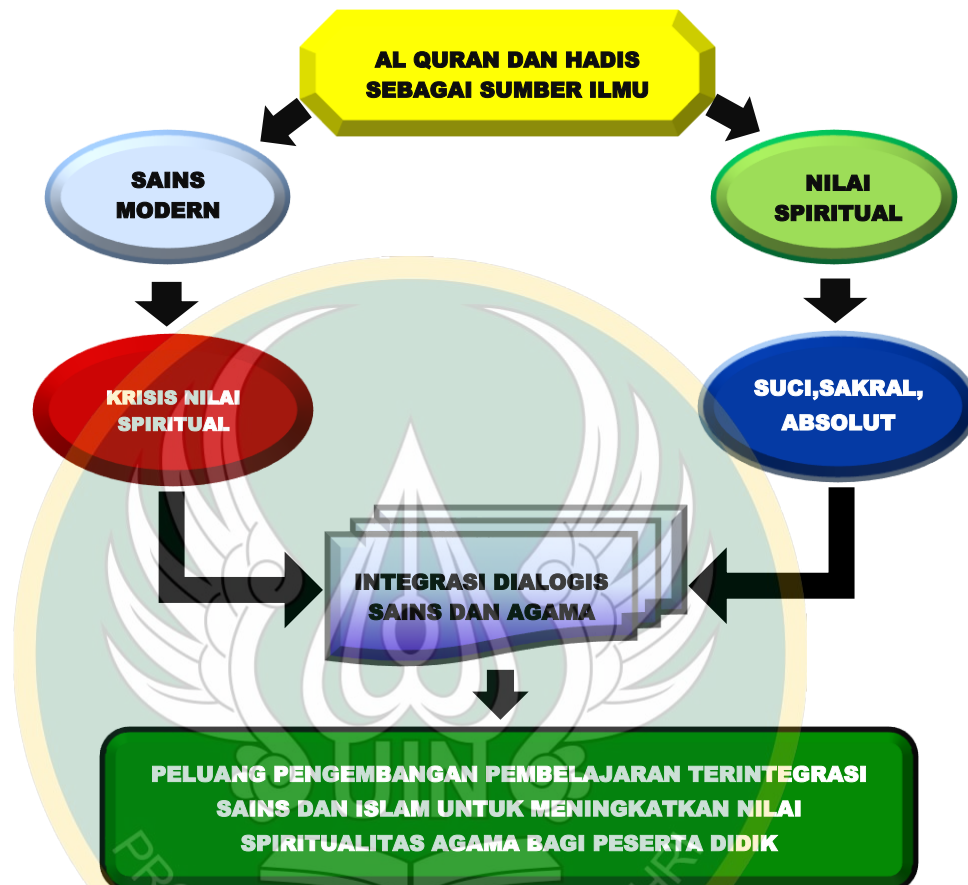 AL QURAN DAN HADIS
SEBAGAI SUMBER ILMU
SAINS
MODERN
NILAI
SPIRITUAL
KRISIS NILAI
SPIRITUAL
SUCI,SAKRAL,
ABSOLUT
INTEGRASI DIALOGIS
SAINS DAN AGAMA
PELUANG PENGEMBANGAN PEMBELAJARAN TERINTEGRASI
SAINS DAN ISLAM UNTUK MENINGKATKAN NILAI
SPIRITUALITAS AGAMA BAGI PESERTA DIDIK
UIN